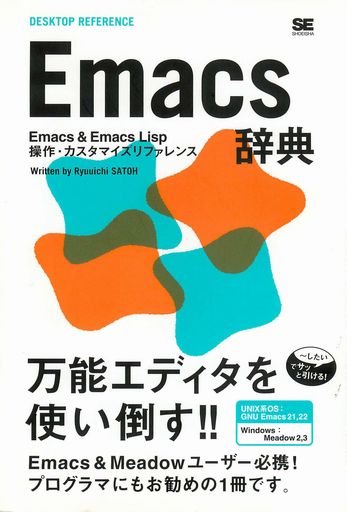 DESKTOP REFERENCE
SE
SHOEISHA
Emacs
辞典
Emacs & Emacs Lisp
操作・カスタマイズリファレンス
Written by Ryuuichi SATOH
万能エディタを
使い倒す!!
〜したい
でサッ
と引ける!
UNIX系OS:
GNU Emacs21,22
Windows:
Meadow2,3
Emacs & Meadowユーザー必携!
プログラマにもお勧めの1冊です。